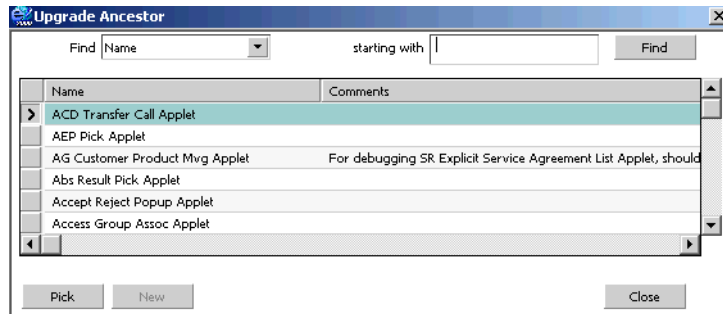 Upgrade Ancestor
Find Name starting with Find
Name Comments
ACD Transfer Call Applet
AEP Pick Applet
AG Customer Product Mvg Applet For debugging SR Explicit Service Agreement List Applet, should
Abs Result Pick Applet
Accept Reject Popup Applet
Access Group Assoc Applet
Pick New Close